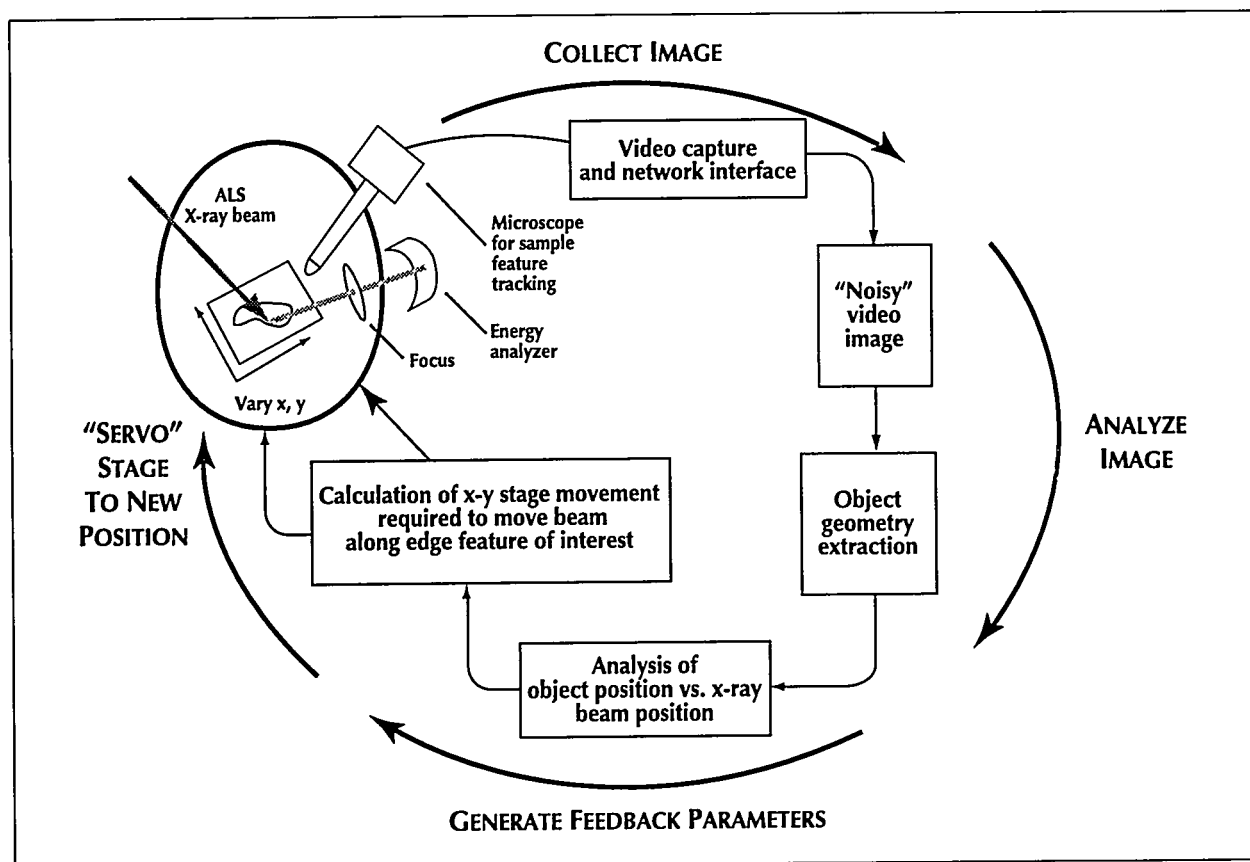 COLLECT IMAGE
Video capture
and network interface
ALS
X-ray beam
Microscope
for sample
feature
tracking
Energy
analyzer
Focus
Vary x, y
"Noisy"
video
image
ANALYZE
IMAGE
Object
geometry
extraction
"SERVO"
STAGE
TO NEW
POSITION
Calculation of x-y stage movement
required to move beam
along edge feature of interest
Analysis of
object position vs. x-ray
beam position
GENERATE FEEDBACK PARAMETERS